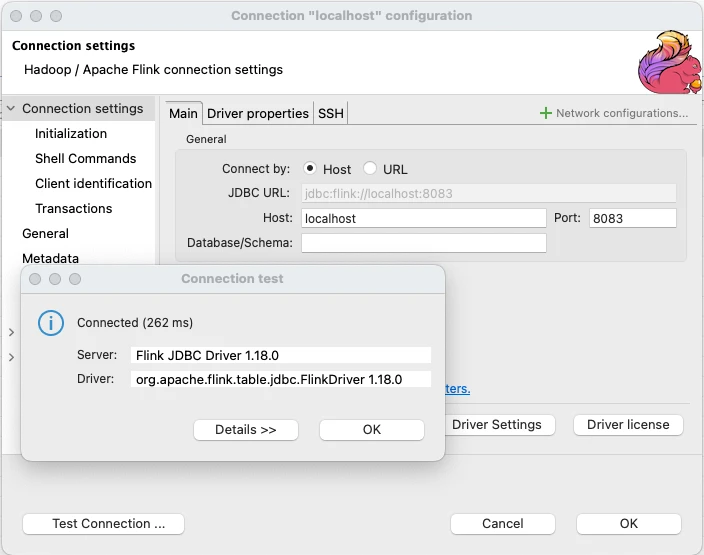 Connection "localhost" configuration
Connection settings
Hadoop / Apache Flink connection settings
Connection settings
Initialization
Shell Commands
Client identification
Transactions
General
Metadata
Main
Driver properties
SSH
Network configurations...
General
Connect by: Host URL
JDBC URL: jdbc:flink://localhost:8083
Host: localhost Port: 8083
Database/Schema:
Connection test
Connected (262 ms)
Server: Flink JDBC Driver 1.18.0
Driver: org.apache.flink.table.jdbc.FlinkDriver 1.18.0
Details >> OK
ters.
Driver Settings Driver license
Test Connection ... Cancel OK